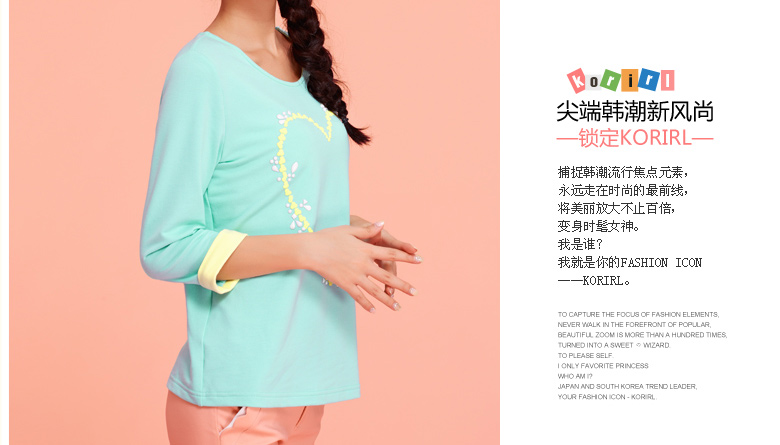 korirl
尖端韩潮新风尚
—锁定KORIRL—
捕捉韩潮流行焦点元素，
永远走在时尚的最前线，
将美丽放大不止百倍，
变身时髦女神。
我是谁？
我就是你的FASHION ICON
——KORIRL。
TO CAPTURE THE FOCUS OF FASHION ELEMENTS,
NEVER WALK IN THE FOREFRONT OF POPULAR,
BEAUTIFUL ZOOM IS MORE THAN A HUNDRED TIMES,
TURNED INTO A SWEET ☆ WIZARD.
TO PLEASE SELF.
I ONLY FAVORITE PRINCESS
WHO AM I?
JAPAN AND SOUTH KOREA TREND LEADER,
YOUR FASHION ICON - KORIRL.